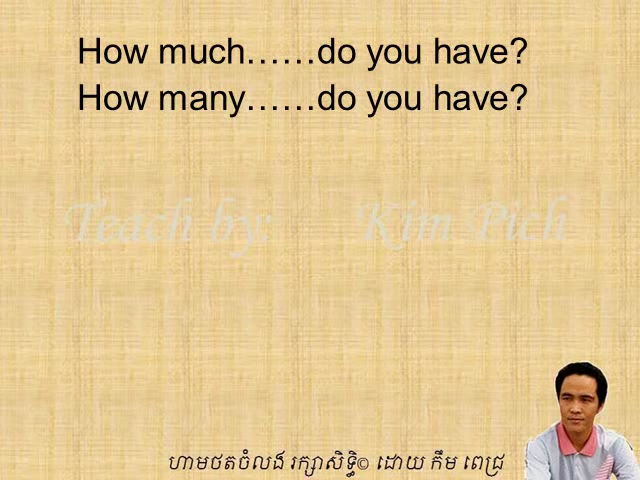 How much……do you have?
How many……do you have?
Teach by: Kim Pich
ហាមថតចំលង រក្សាសិទ្ធិ© ដោយ កឹម ពេជ្រ